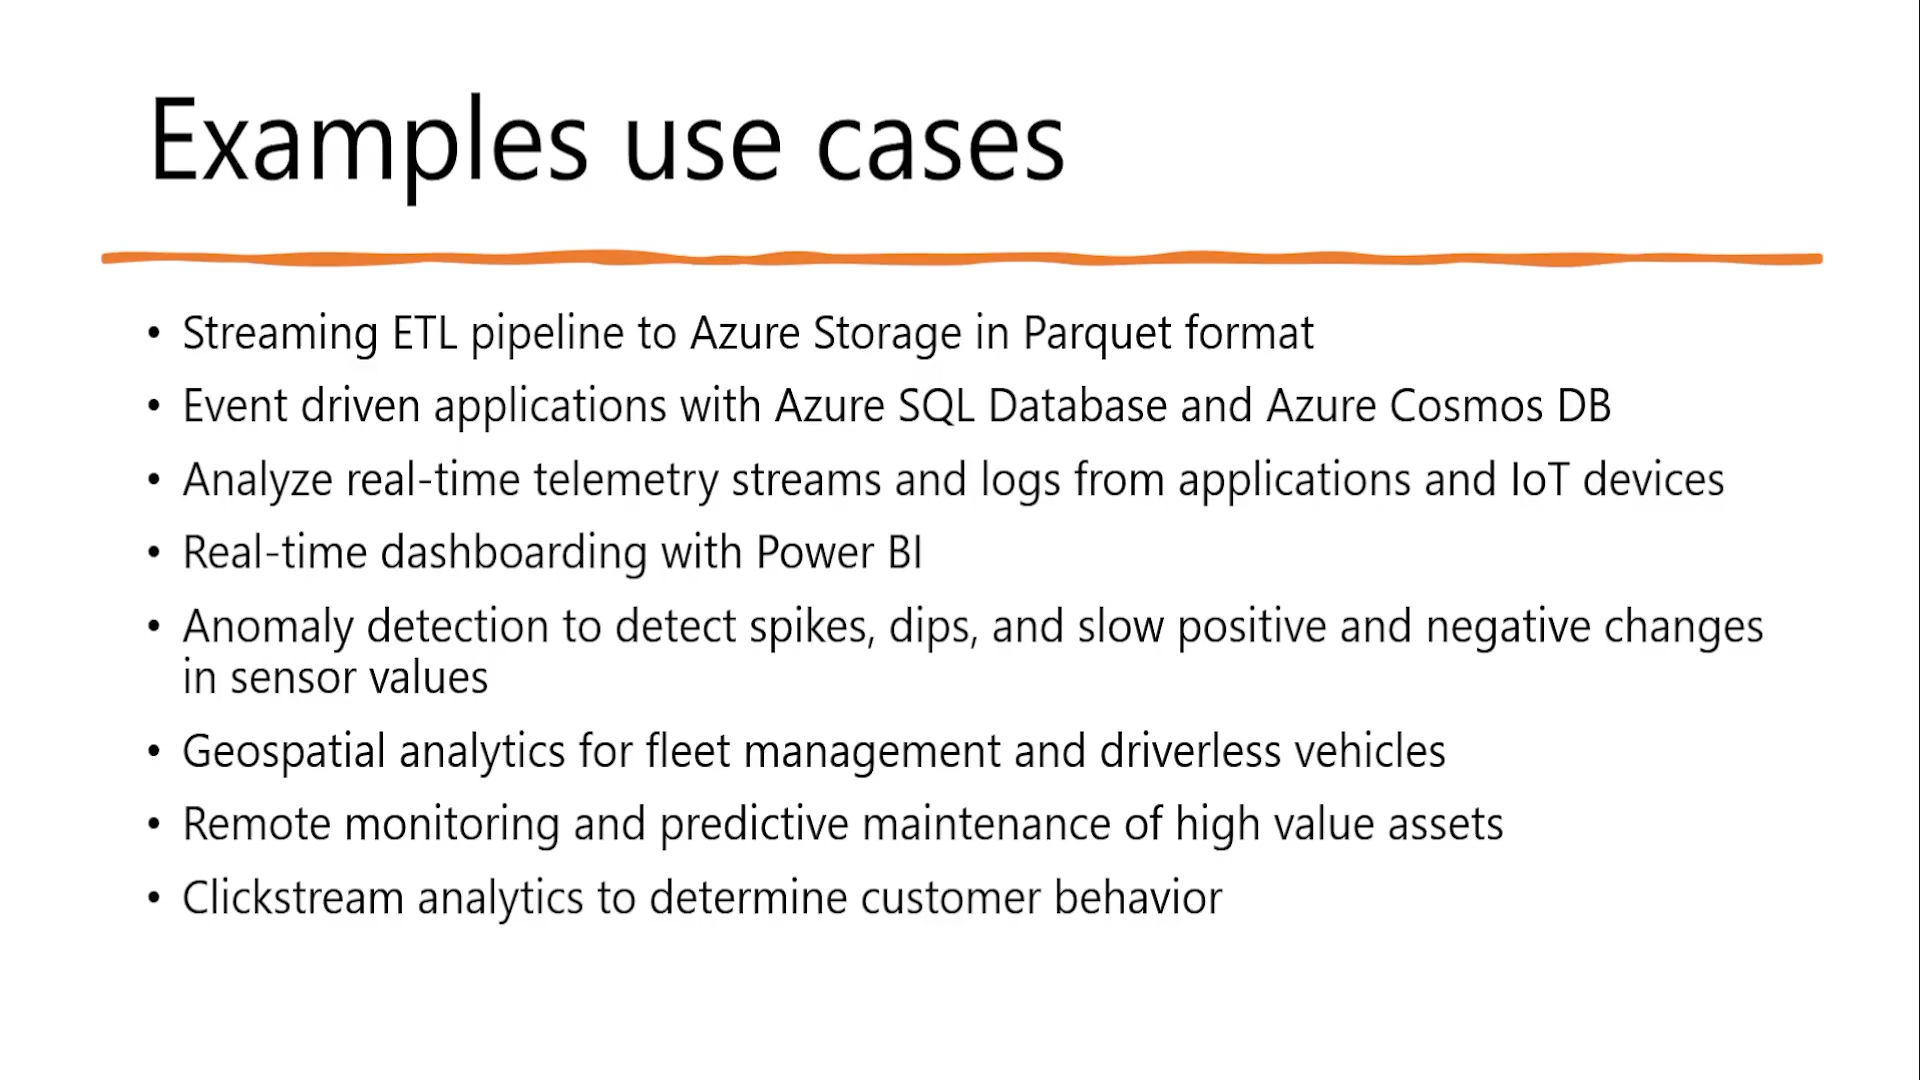 Examples use cases
• Streaming ETL pipeline to Azure Storage in Parquet format
• Event driven applications with Azure SQL Database and Azure Cosmos DB
• Analyze real-time telemetry streams and logs from applications and IoT devices
• Real-time dashboarding with Power BI
• Anomaly detection to detect spikes, dips, and slow positive and negative changes
in sensor values
• Geospatial analytics for fleet management and driverless vehicles
• Remote monitoring and predictive maintenance of high value assets
• Clickstream analytics to determine customer behavior